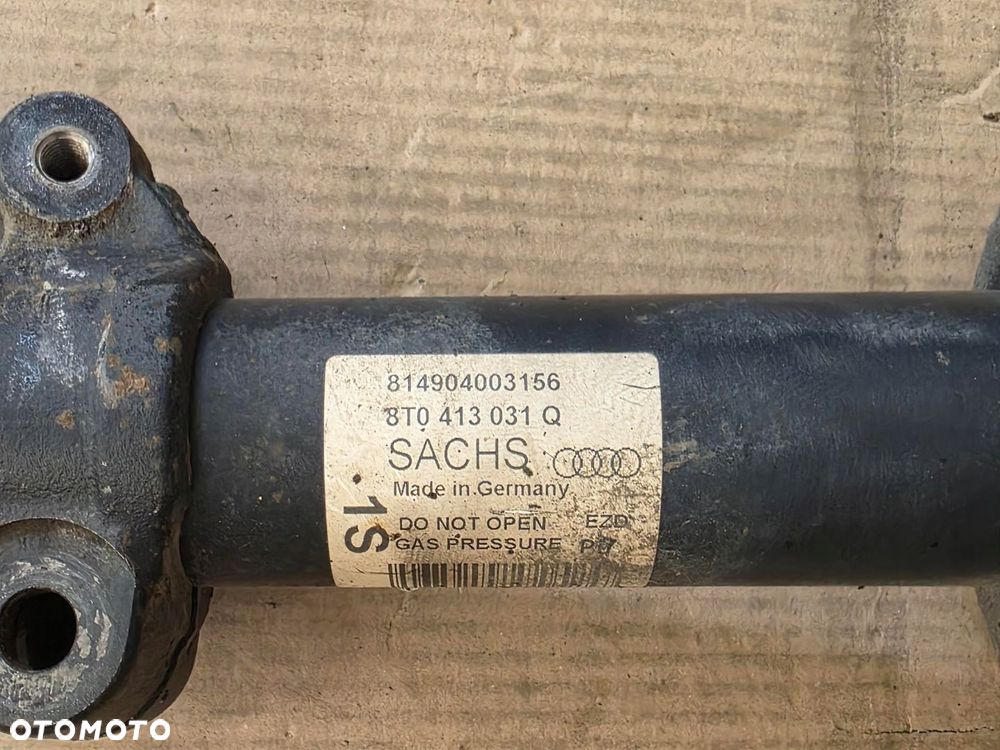 814904003156
8T0 413 031 Q
SACHS
Made in Germany
1S
DO NOT OPEN EZD
GAS PRESSURE
OTOMOTO